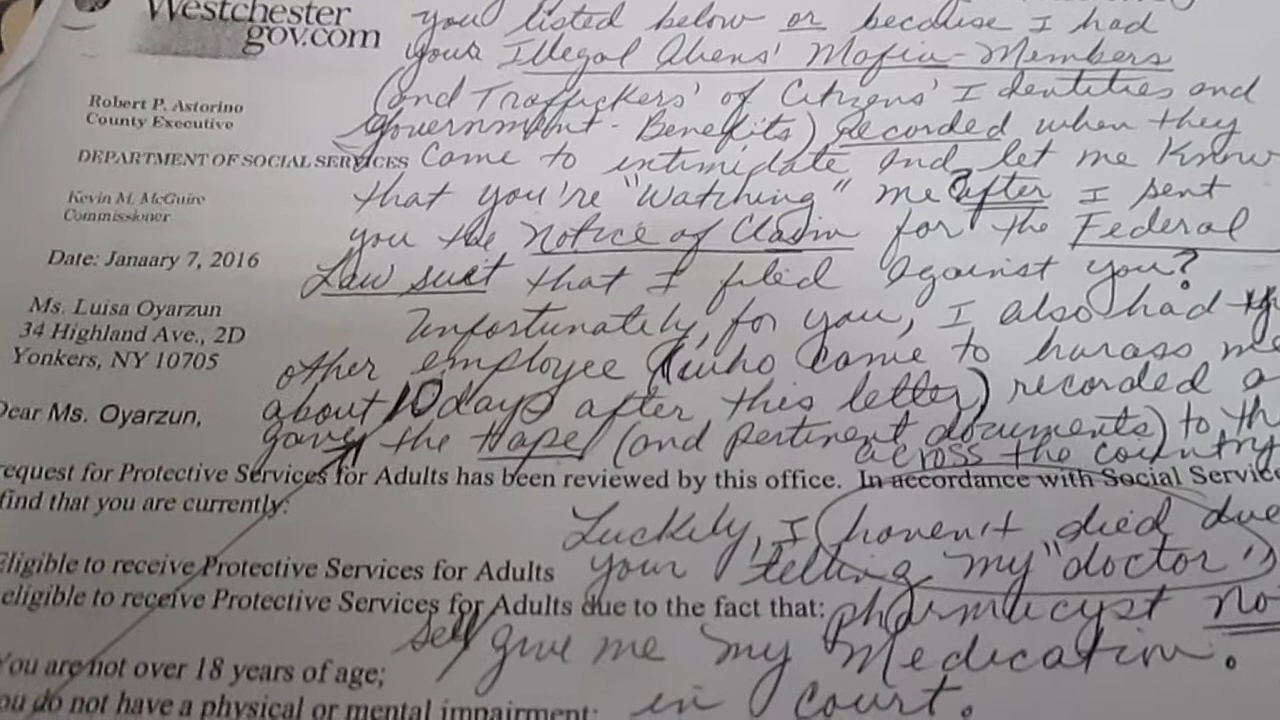 Westchester
gov.com
you listed below or because I had
your Illegal Aliens' Mafia-Members
Robert P. Astorino
County Executive
(and Traffickers' of Citizens' Identities and
Government-Benefits) recorded when they
DEPARTMENT OF SOCIAL SERVICES
came to intimidate and let me know
Kevin M. McGuire
Commissioner
that you're "watching" me after I sent
you the Notice of Claim for the Federal
Date: Janaary 7, 2016
Law suit that I filed against you?
Ms. Luisa Oyarzun
34 Highland Ave., 2D
Yonkers, NY 10705
Unfortunately, for you, I also had
other employee (who came to harass me
about 10 days after this letter) recorded
Dear Ms. Oyarzun,
gave the tape (and pertinent documents) to
across the country
request for Protective Services for Adults has been reviewed by this office. In accordance with Social Service
find that you are currently:
Luckily, I haven't died due
Eligible to receive Protective Services for Adults
your telling my "doctor"
eligible to receive Protective Services for Adults due to the fact that:
pharmacyst no
give me my Medication.
You are not over 18 years of age;
You do not have a physical or mental impairment;
in court.